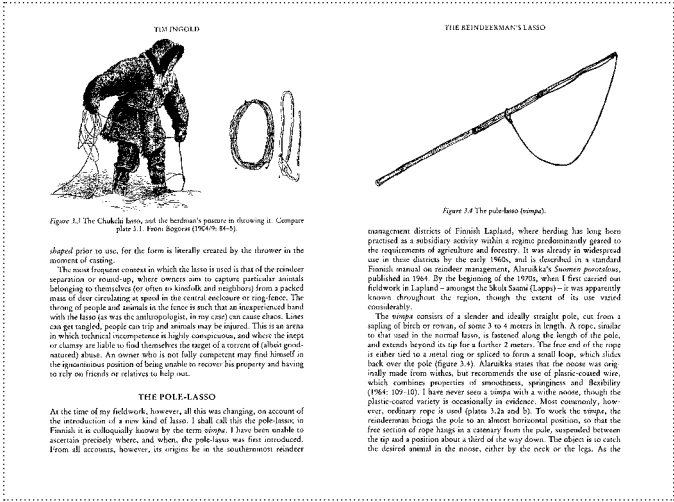 TIM INGOLD
Figure 3.3 The Chukchi lasso, and the herdman's posture in throwing it. Compare
plate 3.1. From Bogoras (1904/9: 84–5).
shaped prior to use, for the form is literally created by the thrower in the
moment of casting.
The most frequent context in which the lasso is used is that of the reindeer
separation or round-up, where owners aim to capture particular animals
belonging to themselves (or often to kinsfolk and neighbors) from a packed
mass of deer circulating at speed in the central enclosure or ring-fence. The
throng of people and animals in the fence is such that an inexperienced hand
with the lasso (as was the anthropologist, in my case) can cause chaos. Lines
can get tangled, people can trip and animals may be injured. This is an arena
in which technical incompetence is highly conspicuous, and where the inept
or clumsy are liable to find themselves the target of a torrent of (albeit good-
natured) abuse. An owner who is not fully competent may find himself in
the ignominious position of being unable to recover his property and having
to rely on friends or relatives to help out.
THE POLE-LASSO
At the time of my fieldwork, however, all this was changing, on account of
the introduction of a new kind of lasso. I shall call this the pole-lasso; in
Finnish it is colloquially known by the term vimpa. I have been unable to
ascertain precisely where, and when, the pole-lasso was first introduced.
From all accounts, however, its origins lie in the southernmost reindeer
THE REINDEERMAN'S LASSO
Figure 3.4 The pole-lasso (vimpa).
management districts of Finnish Lapland, where herding has long been
practised as a subsidiary activity within a regime predominantly geared to
the requirements of agriculture and forestry. It was already in widespread
use in these districts by the early 1960s, and is described in a standard
Finnish manual on reindeer management, Alaruikka's Suomen porotalous,
published in 1964. By the beginning of the 1970s, when I first carried out
fieldwork in Lapland – amongst the Skolt Saami (Lapps) – it was apparently
known throughout the region, though the extent of its use varied
considerably.
The vimpa consists of a slender and ideally straight pole, cut from a
sapling of birch or rowan, of some 3 to 4 meters in length. A rope, similar
to that used in the normal lasso, is fastened along the length of the pole,
and extends beyond its tip for a further 2 meters. The free end of the rope
is either tied to a metal ring or spliced to form a small loop, which slides
back over the pole (figure 3.4). Alaruikka states that the noose was orig-
inally made from withes, but recommends the use of plastic-coated wire,
which combines properties of smoothness, springiness and flexibility
(1964: 109–10). I have never seen a vimpa with a withe noose, though the
plastic-coated variety is occasionally in evidence. Most commonly, how-
ever, ordinary rope is used (plates 3.2a and b). To work the vimpa, the
reindeerman brings the pole to an almost horizontal position, so that the
free section of rope hangs in a catenary from the pole, suspended between
the tip and a position about a third of the way down. The object is to catch
the desired animal in the noose, either by the neck or the legs. As the